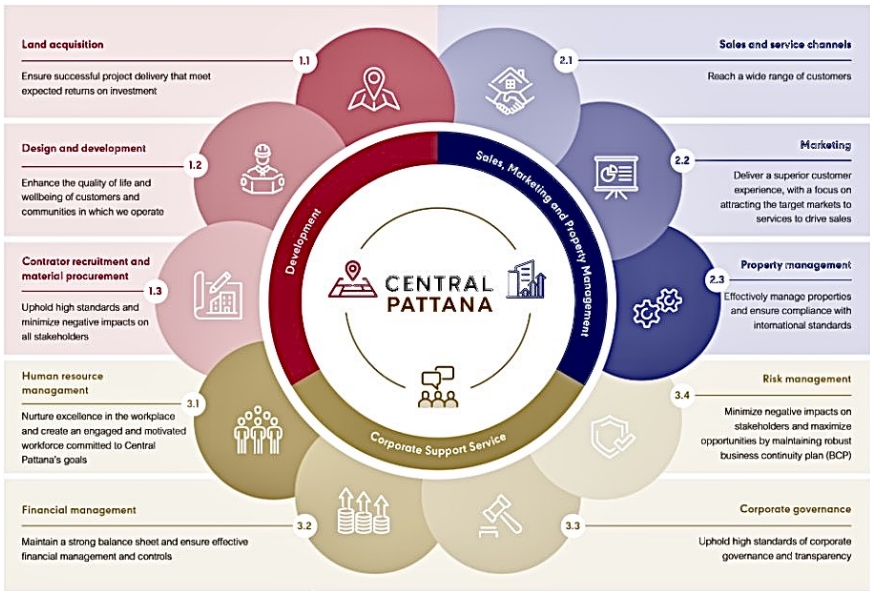 Land acquisition
1.1
Ensure successful project delivery that meet
expected returns on investment
Design and development
1.2
Enhance the quality of life and
wellbeing of customers and
communities in which we operate
Contrator recruitment and
material procurement
1.3
Uphold high standards and
minimize negative impacts on
all stakeholders
Human resource
managament
3.1
Nurture excellence in the workplace
and create an engaged and motivated
workforce committed to Central
Pattana's goals
Financial management
3.2
Maintain a strong balance sheet and ensure effective
financial management and controls
Development
Sales, Marketing and Property Management
CENTRAL
PATTANA
Corporate Support Service
Sales and service channels
2.1
Reach a wide range of customers
Marketing
2.2
Deliver a superior customer
experience, with a focus on
attracting the target markets to
services to drive sales
Property management
2.3
Effectively manage properties
and ensure compliance with
international standards
Risk management
3.4
Minimize negative impacts on
stakeholders and maximize
opportunities by maintaining robust
business continuity plan (BCP)
Corporate governance
3.3
Uphold high standards of corporate
governance and transparency